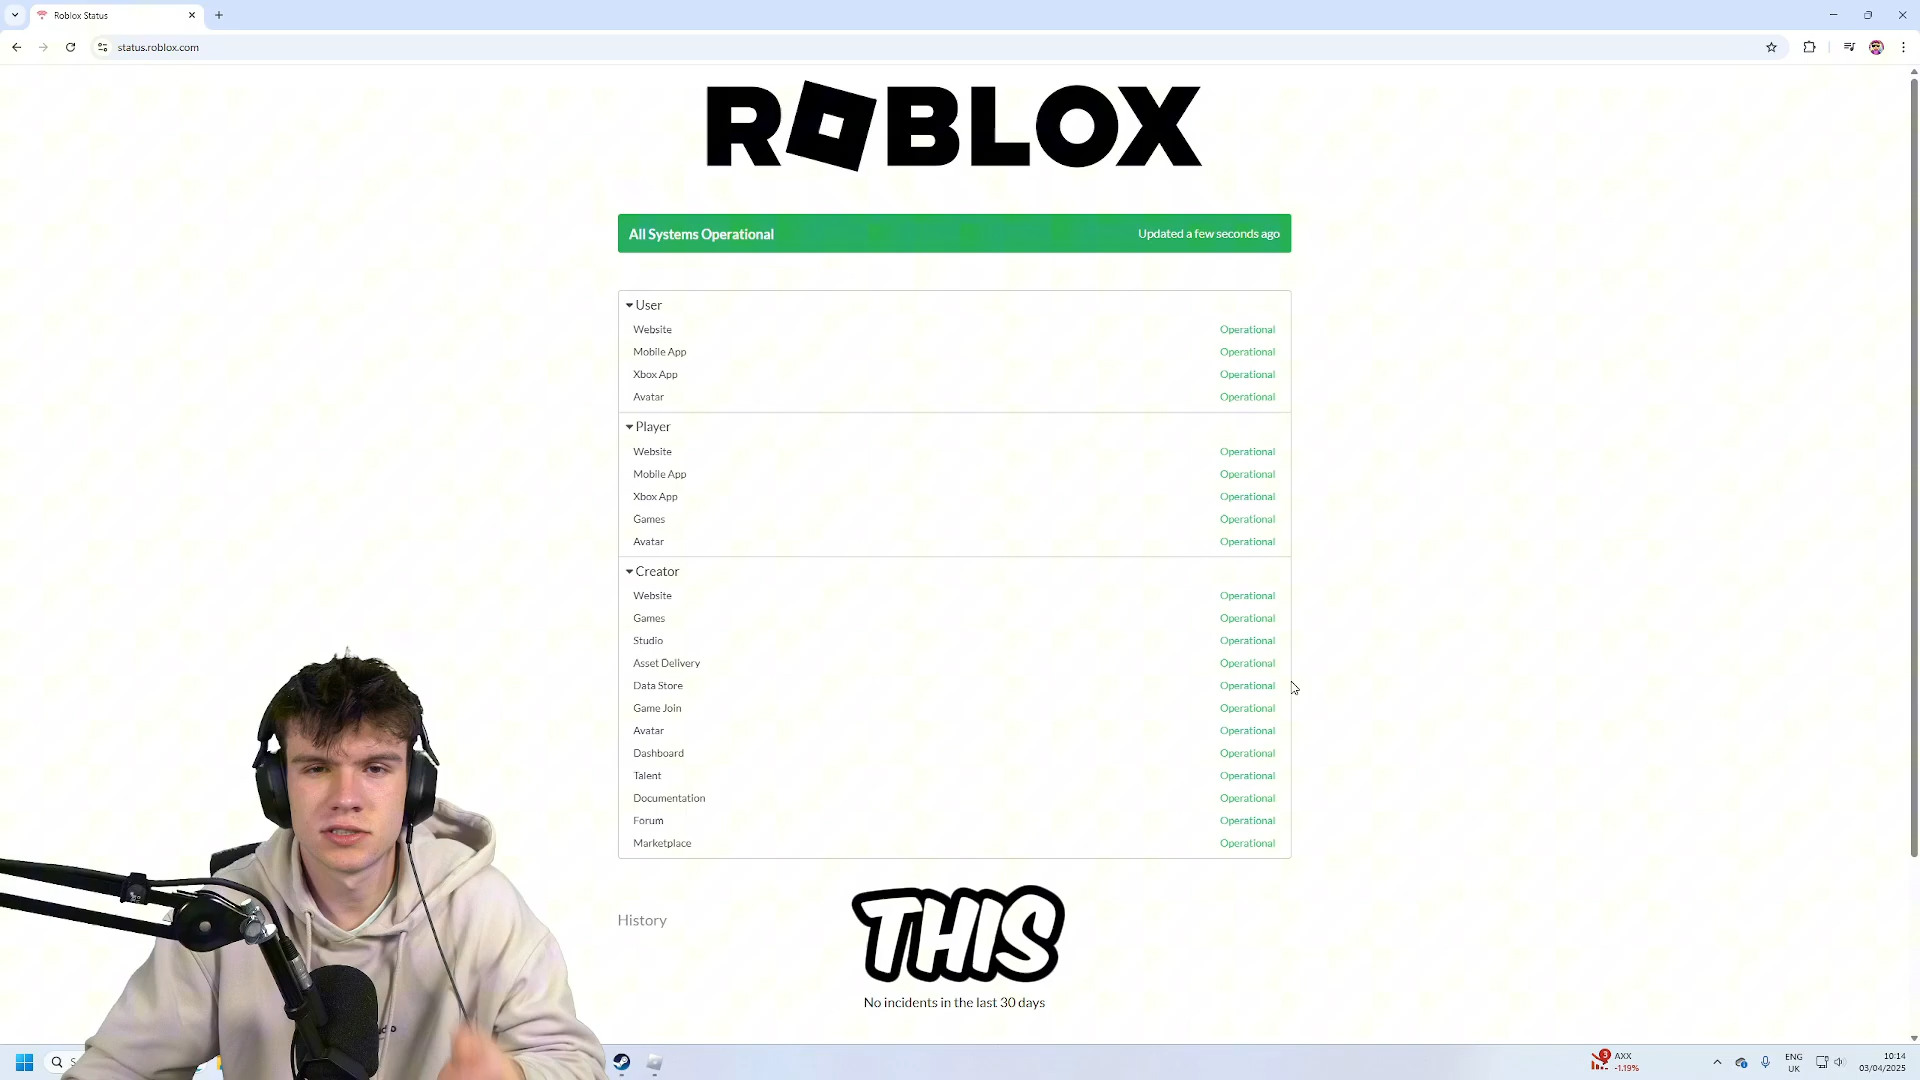 Roblox Status
status.roblox.com
ROBLOX
All Systems Operational
Updated a few seconds ago
User
Website Operational
Mobile App Operational
Xbox App Operational
Avatar Operational
Player
Website Operational
Mobile App Operational
Xbox App Operational
Games Operational
Avatar Operational
Creator
Website Operational
Games Operational
Studio Operational
Asset Delivery Operational
Data Store Operational
Game Join Operational
Avatar Operational
Dashboard Operational
Talent Operational
Documentation Operational
Forum Operational
Marketplace Operational
History
THIS
No incidents in the last 30 days
3
AXX
-1.19%
ENG
UK
10:14
03/04/2025